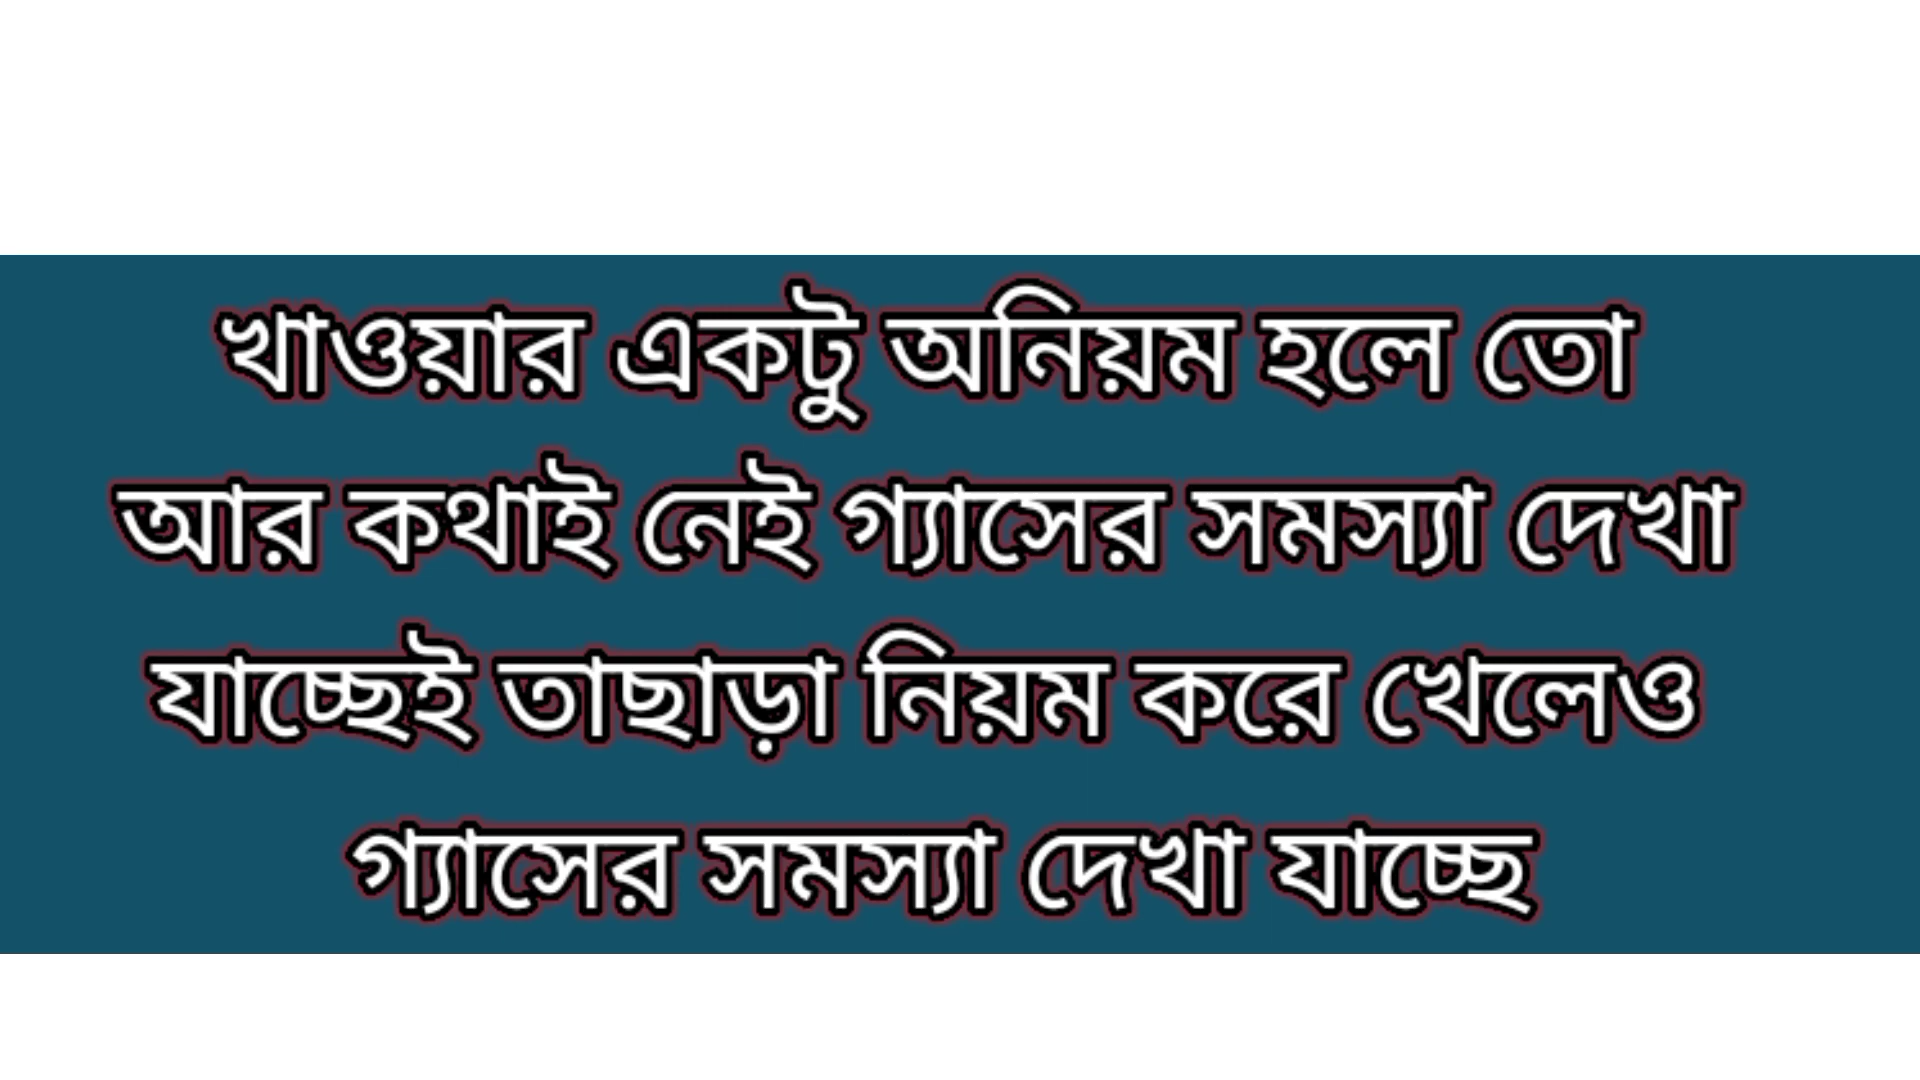 খাওয়ার একটু অনিয়ম হলে তো
আর কথাই নেই গ্যাসের সমস্যা দেখা
যাচ্ছেই তাছাড়া নিয়ম করে খেলেও
গ্যাসের সমস্যা দেখা যাচ্ছে